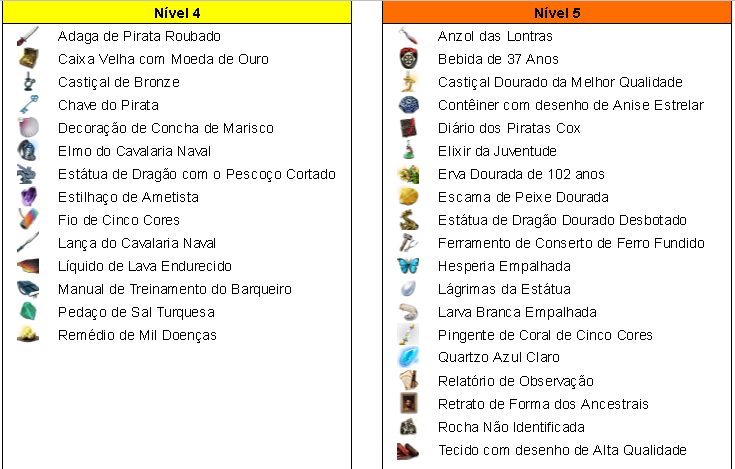 Nível 4
Adaga de Pirata Roubado
Caixa Velha com Moeda de Ouro
Castiçal de Bronze
Chave do Pirata
Decoração de Concha de Marisco
Elmo do Cavalaria Naval
Estátua de Dragão com o Pescoço Cortado
Estilhaço de Ametista
Fio de Cinco Cores
Lança do Cavalaria Naval
Líquido de Lava Endurecido
Manual de Treinamento do Barqueiro
Pedaço de Sal Turquesa
Remédio de Mil Doenças
Nível 5
Anzol das Lontras
Bebida de 37 Anos
Castiçal Dourado da Melhor Qualidade
Contêiner com desenho de Anise Estrelar
Diário dos Piratas Cox
Elixir da Juventude
Erva Dourada de 102 anos
Escama de Peixe Dourada
Estátua de Dragão Dourado Desbotado
Ferramento de Conserto de Ferro Fundido
Hesperia Empalhada
Lágrimas da Estátua
Larva Branca Empalhada
Pingente de Coral de Cinco Cores
Quartzo Azul Claro
Relatório de Observação
Retrato de Forma dos Ancestrais
Rocha Não Identificada
Tecido com desenho de Alta Qualidade